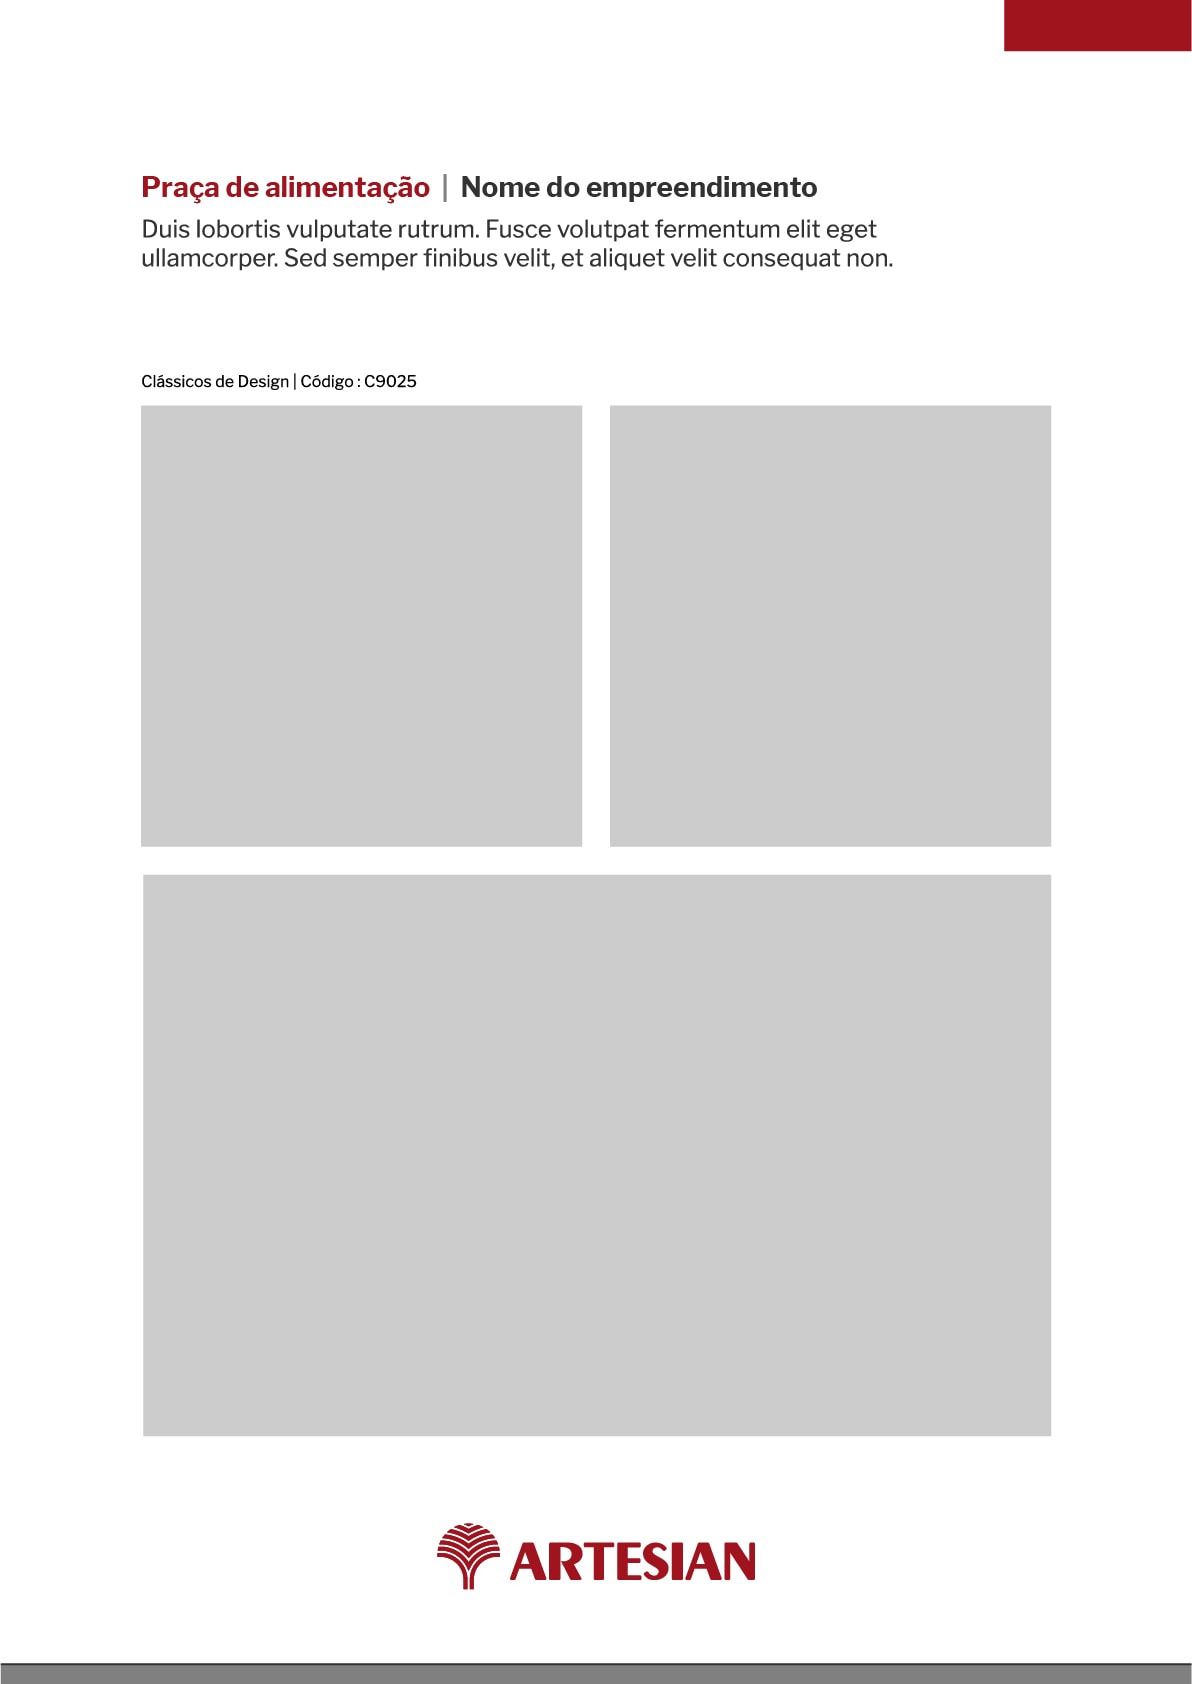 Praça de alimentação | Nome do empreendimento
Duis lobortis vulputate rutrum. Fusce volutpat fermentum elit eget
ullamcorper. Sed semper finibus velit, et aliquet velit consequat non.
Clássicos de Design | Código : C9025
ARTESIAN